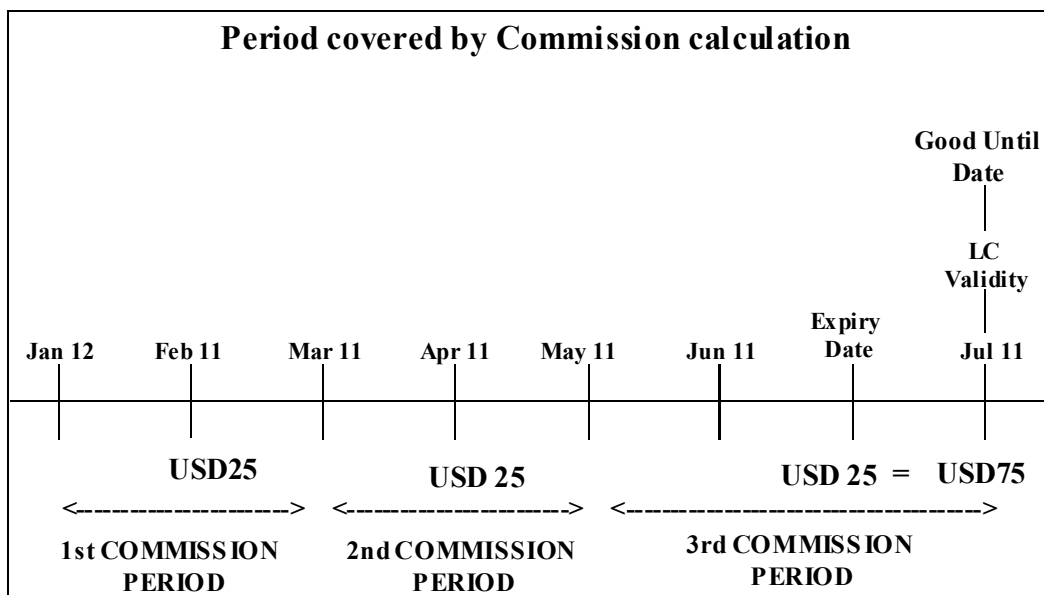 Period covered by Commission calculation
Good Until
Date
LC
Validity
Expiry
Date
Jan 12
Feb 11
Mar 11
Apr 11
May 11
Jun 11
Jul 11
USD25
USD 25
USD 25 = USD75
1st COMMISSION
PERIOD
2nd COMMISSION
PERIOD
3rd COMMISSION
PERIOD